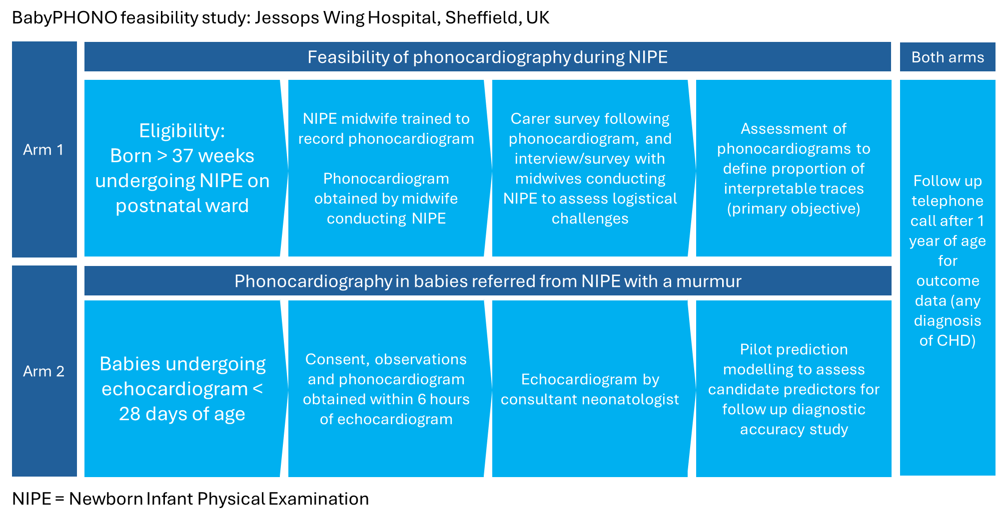 BabyPHONO feasibility study: Jessops Wing Hospital, Sheffield, UK
Arm 1
Feasibility of phonocardiography during NIPE
Both arms
Eligibility:
Born > 37 weeks
undergoing NIPE on
postnatal ward
NIPE midwife trained to
record phonocardiogram
Phonocardiogram
obtained by midwife
conducting NIPE
Carer survey following
phonocardiogram, and
interview/survey with
midwives conducting
NIPE to assess logistical
challenges
Assessment of
phonocardiograms to
define proportion of
interpretable traces
(primary objective)
Follow up
telephone
call after 1
year of age
for
outcome
data (any
diagnosis
of CHD)
Arm 2
Phonocardiography in babies referred from NIPE with a murmur
Babies undergoing
echocardiogram <
28 days of age
Consent, observations
and phonocardiogram
obtained within 6 hours
of echocardiogram
Echocardiogram by
consultant neonatologist
Pilot prediction
modelling to assess
candidate predictors for
follow up diagnostic
accuracy study
NIPE = Newborn Infant Physical Examination